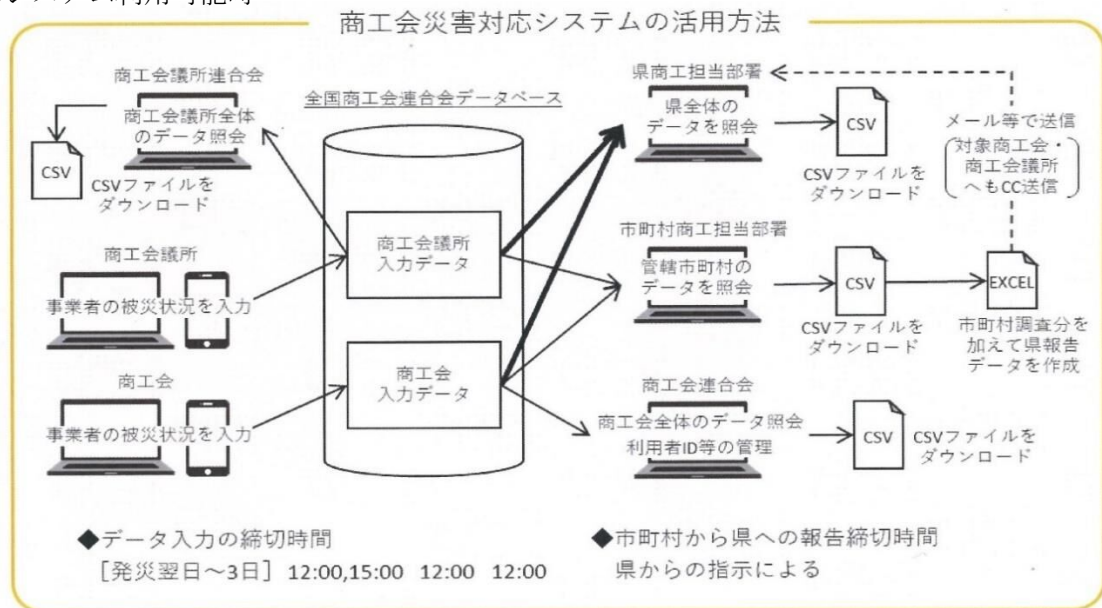 商工会災害対応システムの活用方法
商工会議所連合会
商工会議所全体
のデータ照会
CSV
CSVファイルを
ダウンロード
商工会議所
事業者の被災状況を入力
商工会
事業者の被災状況を入力
全国商工会連合会データベース
商工会議所
入力データ
商工会
入力データ
県商工担当部署
県全体の
データを照会
CSV
CSVファイルを
ダウンロード
メール等で送信
対象商工会・
商工会議所
へもCC送信
市町村商工担当部署
管轄市町村の
データを照会
CSV
CSVファイルを
ダウンロード
EXCEL
市町村調査分を
加えて県報告
データを作成
商工会連合会
商工会全体のデータ照会
利用者ID等の管理
CSV
CSVファイルを
ダウンロード
◆データ入力の締切時間
[発災翌日～3日] 12:00,15:00 12:00 12:00
◆市町村から県への報告締切時間
県からの指示による